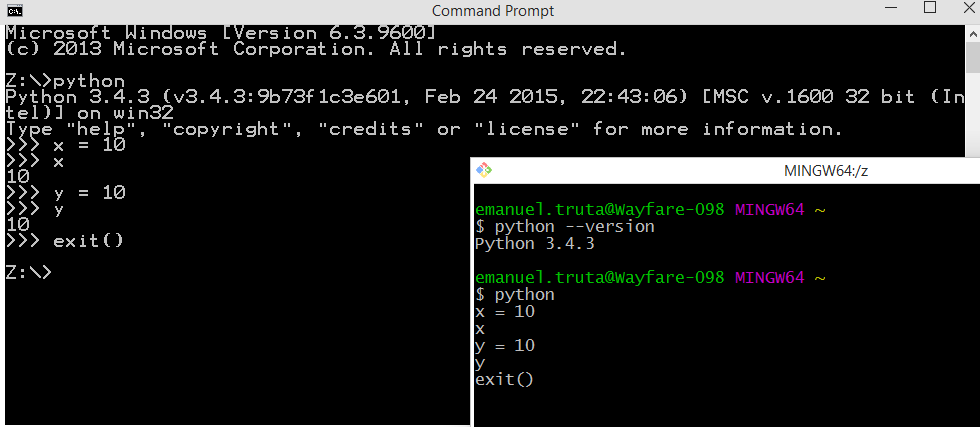 Command Prompt
Microsoft Windows [Version 6.3.9600]
(c) 2013 Microsoft Corporation. All rights reserved.
Z:\>python
Python 3.4.3 (v3.4.3:9b73f1c3e601, Feb 24 2015, 22:43:06) [MSC v.1600 32 bit (In
tel)] on win32
Type "help", "copyright", "credits" or "license" for more information.
>>> x = 10
>>> x
10
>>> y = 10
>>> y
10
>>> exit()
Z:\>
MINGW64:/z
emanuel.truta@Wayfare-098 MINGW64 ~
$ python --version
Python 3.4.3
emanuel.truta@Wayfare-098 MINGW64 ~
$ python
x = 10
x
y = 10
y
exit()